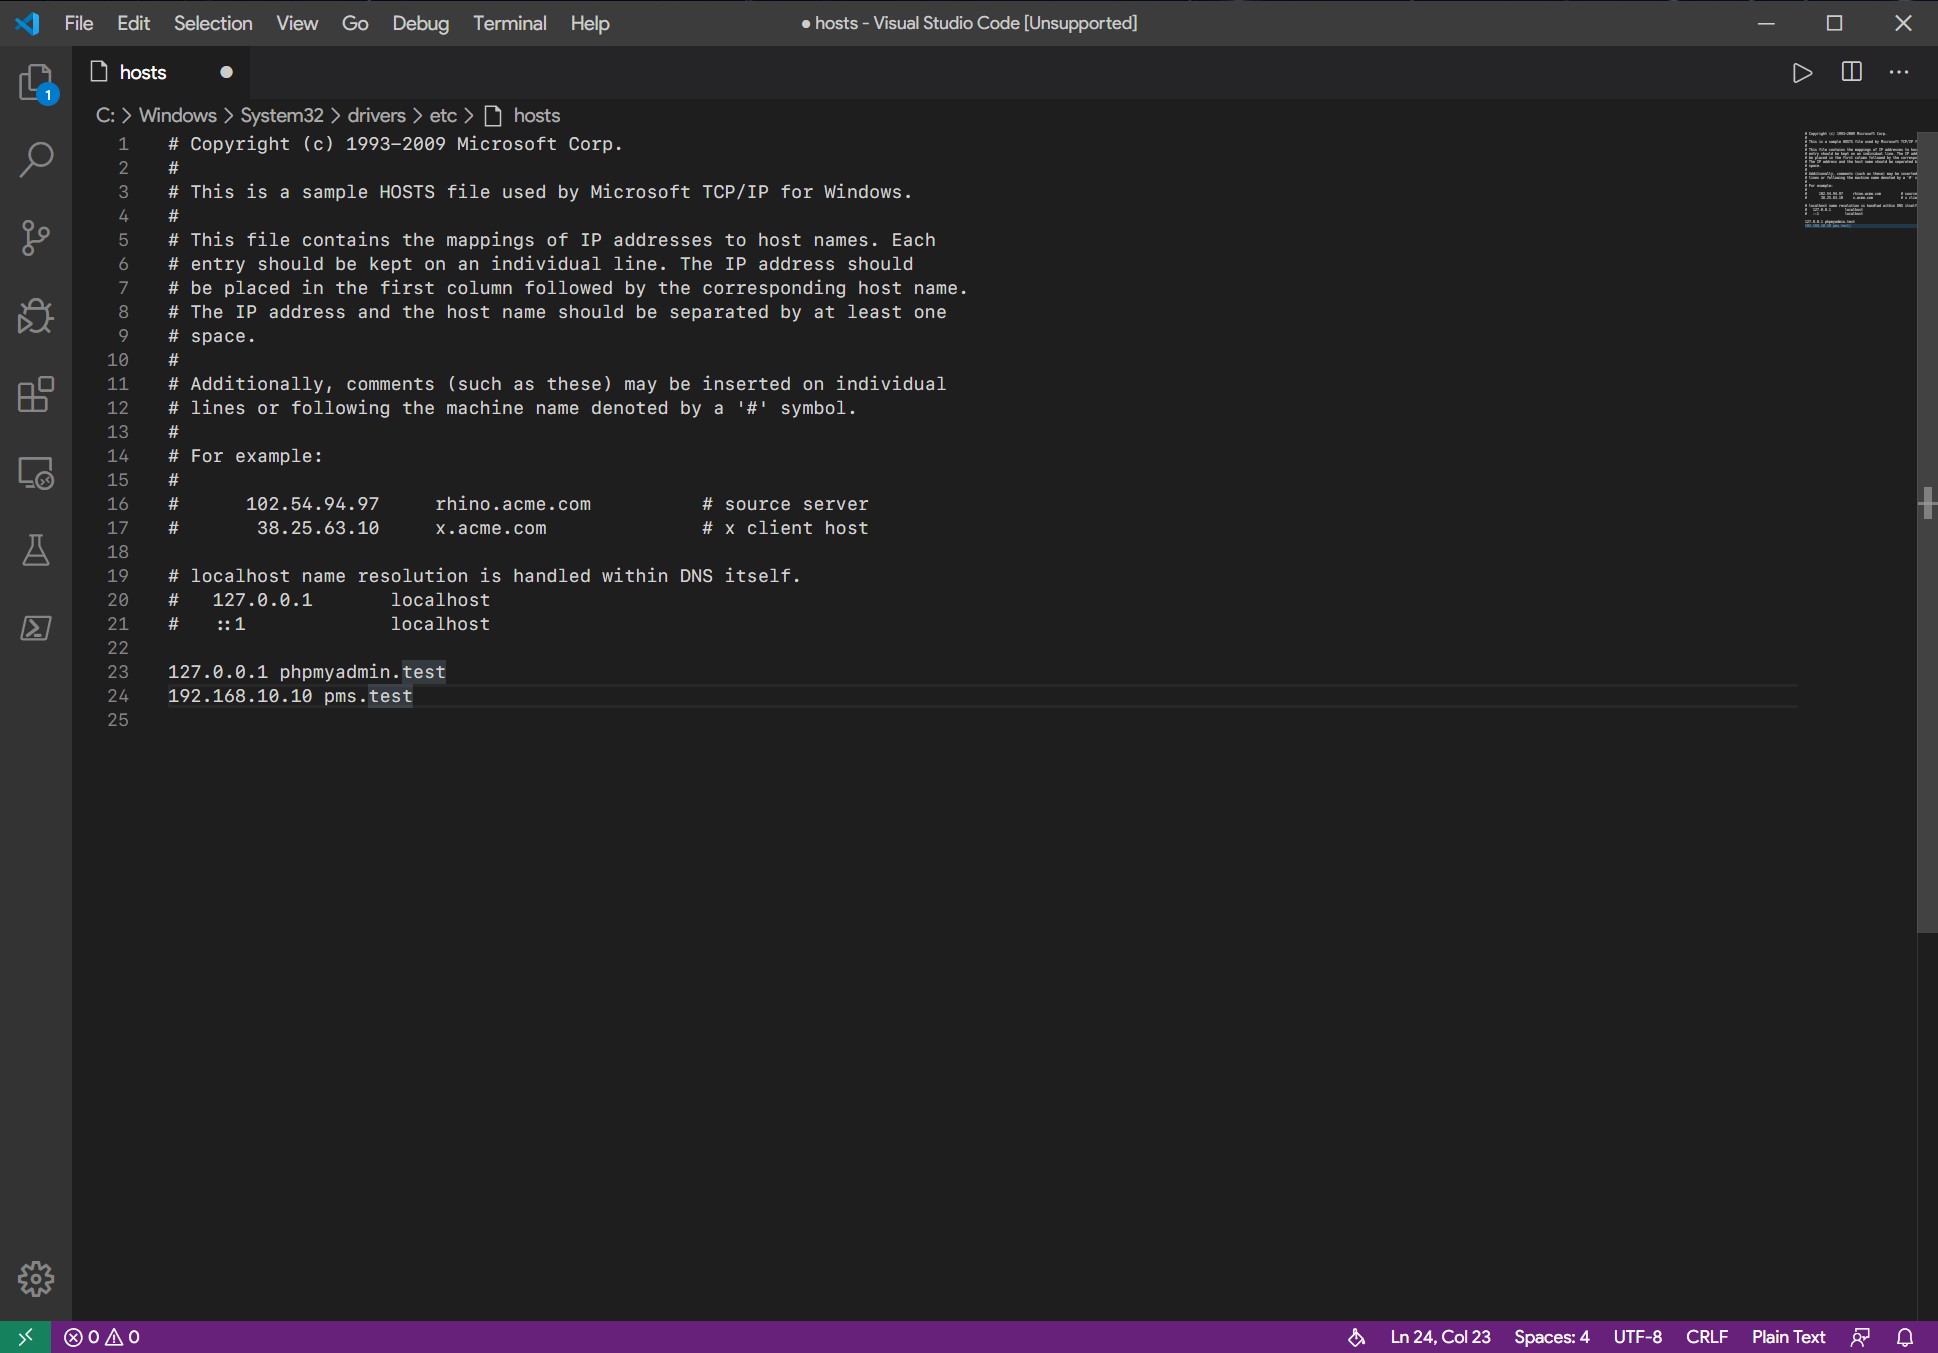 File Edit Selection View Go Debug Terminal Help ● hosts - Visual Studio Code [Unsupported]
hosts
1
C: > Windows > System32 > drivers > etc > hosts
1 # Copyright (c) 1993-2009 Microsoft Corp.
2 #
3 # This is a sample HOSTS file used by Microsoft TCP/IP for Windows.
4 #
5 # This file contains the mappings of IP addresses to host names. Each
6 # entry should be kept on an individual line. The IP address should
7 # be placed in the first column followed by the corresponding host name.
8 # The IP address and the host name should be separated by at least one
9 # space.
10 #
11 # Additionally, comments (such as these) may be inserted on individual
12 # lines or following the machine name denoted by a '#' symbol.
13 #
14 # For example:
15 #
16 #      102.54.94.97     rhino.acme.com          # source server
17 #       38.25.63.10     x.acme.com              # x client host
18
19 # localhost name resolution is handled within DNS itself.
20 #   127.0.0.1       localhost
21 #   ::1             localhost
22
23 127.0.0.1 phpmyadmin.test
24 192.168.10.10 pms.test
25
0 0 Ln 24, Col 23 Spaces: 4 UTF-8 CRLF Plain Text